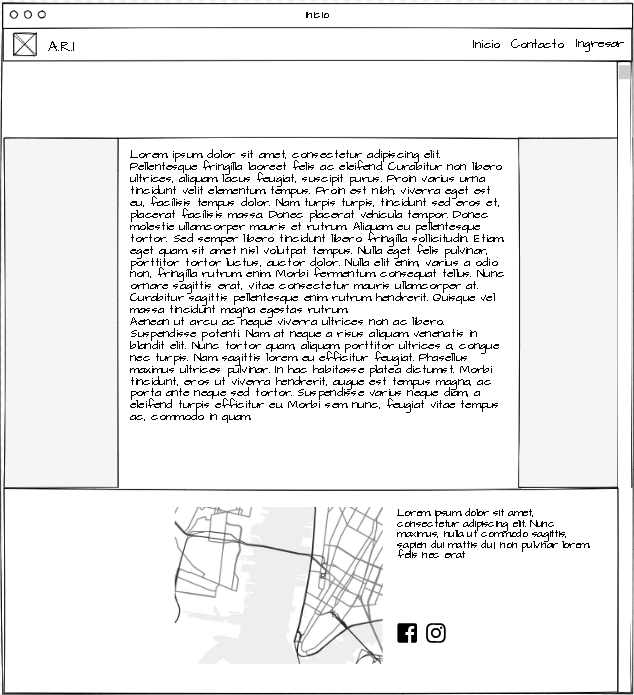 Inicio
A.R.I
Inicio Contacto Ingresar
Lorem ipsum dolor sit amet, consectetur adipiscing elit.
Pellentesque fringilla laoreet felis ac eleifend. Curabitur non libero
ultrices, aliquam lacus feugiat, suscipit purus. Proin varius urna
tincidunt velit elementum tempus. Proin est nibh, viverra eget est
eu, facilisis tempus dolor. Nam turpis turpis, tincidunt sed eros et,
placerat facilisis massa. Donec placerat vehicula tempor. Donec
molestie ullamcorper mauris et rutrum. Aliquam eu pellentesque
tortor. Sed semper libero tincidunt libero fringilla sollicitudin. Etiam
eget quam sit amet nisl volutpat tempus. Nulla eget felis pulvinar,
porttitor tortor luctus, auctor dolor. Nulla elit enim, varius a odio
non, fringilla rutrum enim. Morbi fermentum consequat tellus. Nunc
ornare sagittis erat, vitae consectetur mauris ullamcorper at.
Curabitur sagittis pellentesque enim rutrum hendrerit. Quisque vel
massa tincidunt magna egestas rutrum.
Aenean ut arcu ac neque viverra ultrices non ac libero.
Suspendisse potenti. Nam at neque a risus aliquam venenatis in
blandit elit. Nunc tortor quam, aliquam porttitor ultrices a, congue
nec turpis. Nam sagittis lorem eu efficitur feugiat. Phasellus
maximus ultrices pulvinar. In hac habitasse platea dictumst. Morbi
tincidunt, eros ut viverra hendrerit, augue est tempus magna, ac
porta ante neque sed tortor. Suspendisse varius neque diam, a
eleifend turpis efficitur eu. Morbi sem nunc, feugiat vitae tempus
ac, commodo in quam.
Lorem ipsum dolor sit amet,
consectetur adipiscing elit. Nunc
maximus, nulla ut commodo sagittis,
sapien dui mattis dui, non pulvinar lorem
felis nec erat